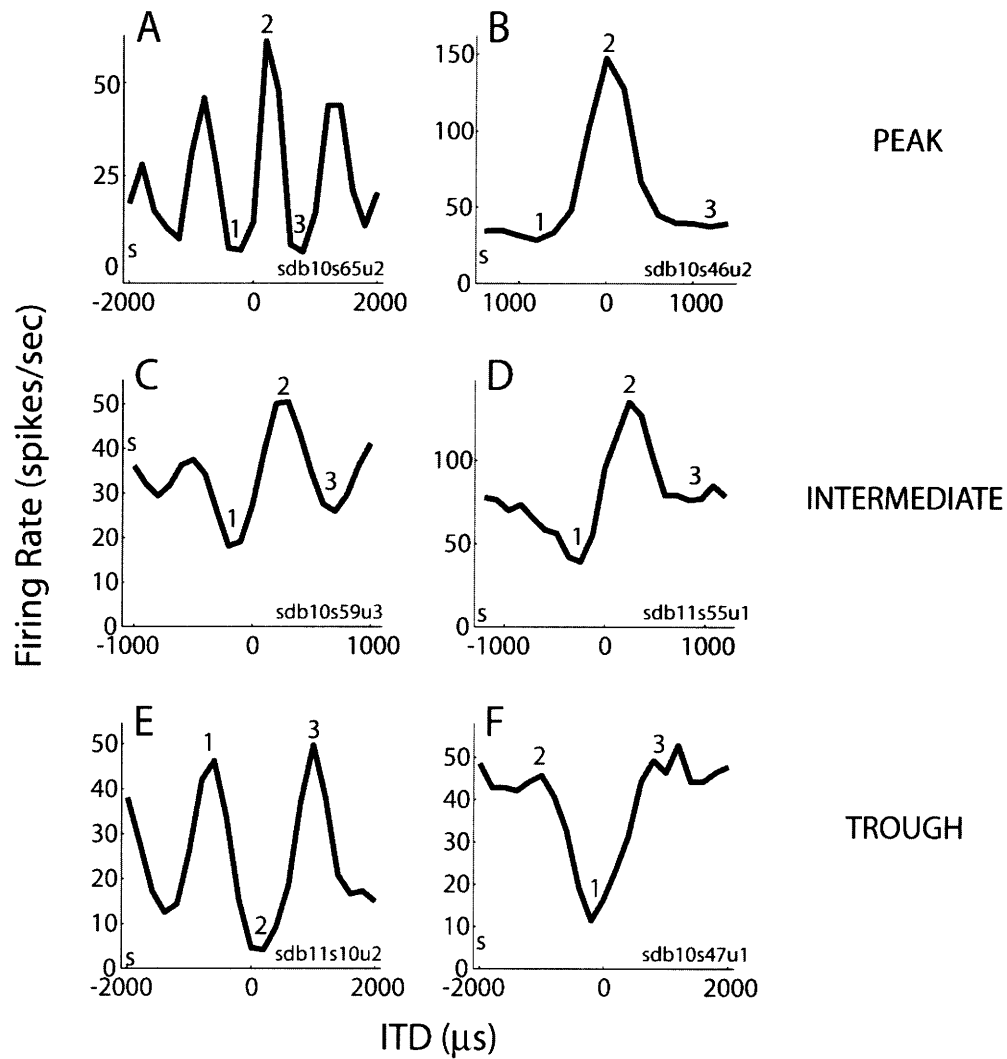 A
2
50
25
1
3
s
0
sdb10s65u2
-2000
0
2000
B
2
150
100
50
1
3
s
0
sdb10s46u2
1000
0
1000
PEAK
Firing Rate (spikes/sec)
C
2
50
s
40
30
3
20
1
10
0
sdb10s59u3
-1000
0
1000
D
2
100
3
50
1
s
0
sdb11s55u1
-1000
0
1000
INTERMEDIATE
E
1
3
50
40
30
20
10
2
s
0
sdb11s10u2
-2000
0
2000
F
2
3
50
40
30
20
1
10
s
0
sdb10s47u1
-2000
0
2000
TROUGH
ITD (μs)